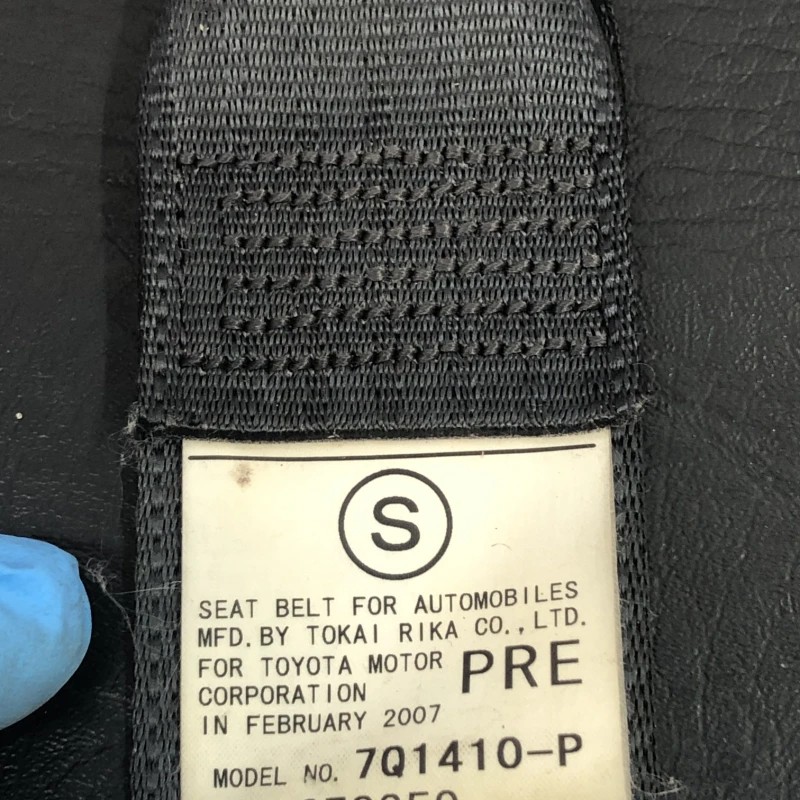 S
SEAT BELT FOR AUTOMOBILES
MFD. BY TOKAI RIKA CO., LTD.
FOR TOYOTA MOTOR
CORPORATION
PRE
IN FEBRUARY 2007
MODEL NO. 7Q1410-P